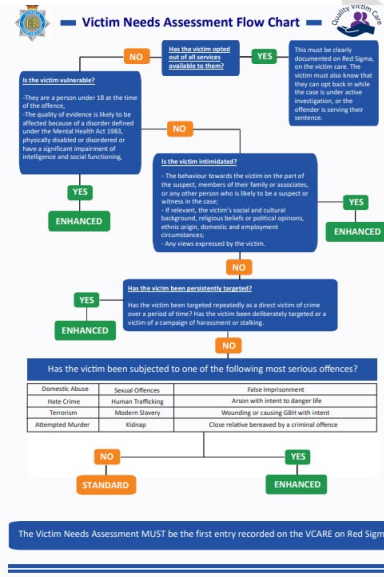 Victim Needs Assessment Flow Chart
Quality Victim Care
Has the victim opted
out of all services
available to them?
NO
YES
This must be clearly
documented on Red Sigma,
on the victim care. The
victim must also know that
they can opt back in while
the case is under active
investigation, or the
offender is serving their
sentence.
Is the victim vulnerable?
-They are a person under 18 at the time
of the offence,
-The quality of evidence is likely to be
affected because of a disorder defined
under the Mental Health Act 1983,
physically disabled or disordered or
have a significant impairment of
intelligence and social functioning,
NO
YES
ENHANCED
Is the victim intimidated?
- The behaviour towards the victim on the part
of the suspect, members of their family or associates,
or any other person who is likely to be a suspect or
witness in the case;
- If relevant, the victim's social and cultural
background, religious beliefs or political opinions,
ethnic origin, domestic and employment
circumstances;
- Any views expressed by the victim.
YES
ENHANCED
NO
Has the victim been persistently targeted?
Has the victim been targeted repeatedly as a direct victim of crime
over a period of time? Has the victim been deliberately targeted or a
victim of a campaign of harassment or stalking.
YES
ENHANCED
NO
Has the victim been subjected to one of the following most serious offences?
Domestic Abuse Sexual Offences False Imprisonment
Hate Crime Human Trafficking Arson with intent to danger life
Terrorism Modern Slavery Wounding or causing GBH with intent
Attempted Murder Kidnap Close relative bereaved by a criminal offence
NO
YES
STANDARD
ENHANCED
The Victim Needs Assessment MUST be the first entry recorded on the VCARE on Red Sigm